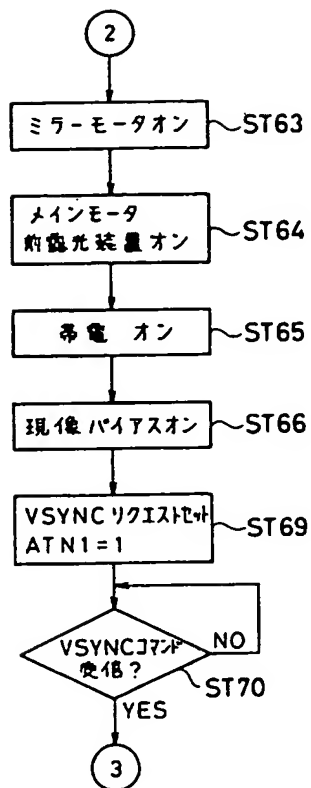 2
ミラーモータオン
ST63
メインモータ
前露光装置オン
ST64
帯電 オン
ST65
現像バイアスオン
ST66
VSYNCリクエストセット
ATN1=1
ST69
VSYNCコマンド
受信?
NO
ST70
YES
3